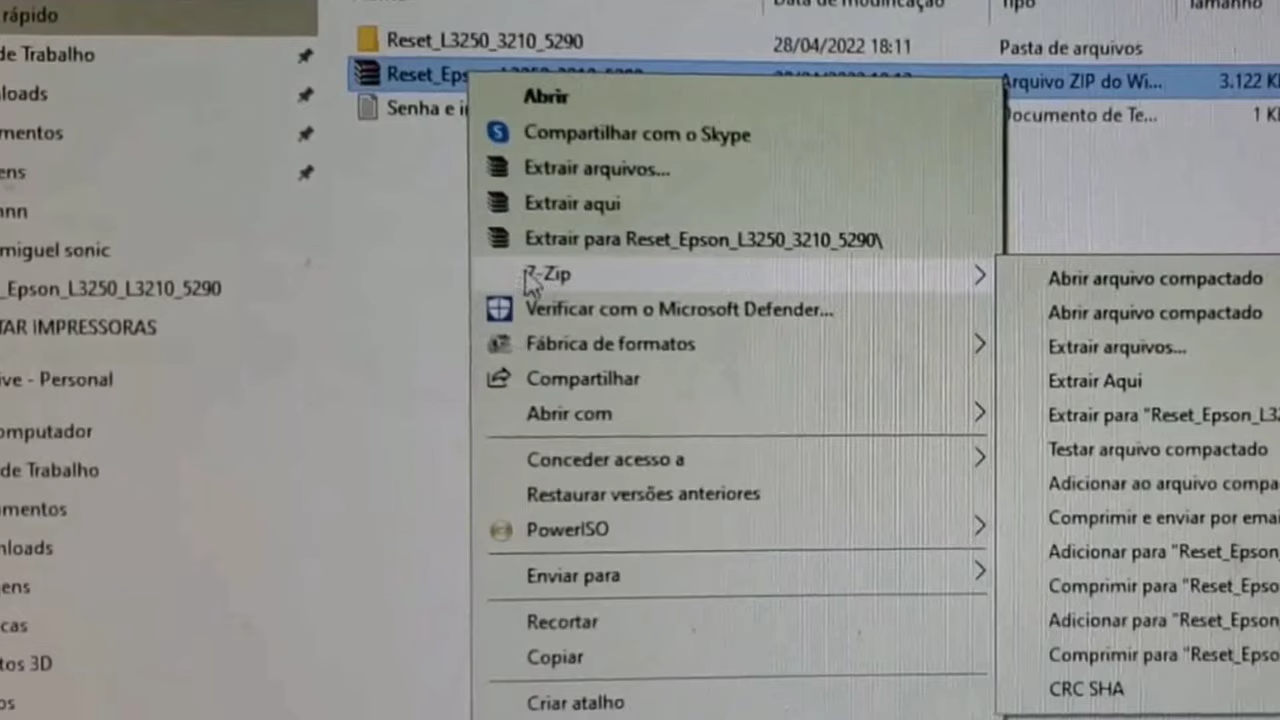 rápido
de Trabalho
loads
mentos
ens
ann
miguel sonic
_Epson_L3250_L3210_5290
TAR IMPRESSORAS
ive - Personal
omputador
de Trabalho
mentos
nloads
ens
cas
tos 3D
os
Data de modificação
Tipo
Tamanho
Reset_L3250_3210_5290
28/04/2022 18:11
Pasta de arquivos
Reset_Eps
Arquivo ZIP do Wi...
3.122 K
Senha e i
Documento de Te...
1 K
Abrir
Compartilhar com o Skype
Extrair arquivos...
Extrair aqui
Extrair para Reset_Epson_L3250_3210_5290\
7-Zip
Verificar com o Microsoft Defender...
Fábrica de formatos
Compartilhar
Abrir com
Conceder acesso a
Restaurar versões anteriores
PowerISO
Enviar para
Recortar
Copiar
Criar atalho
Abrir arquivo compactado
Abrir arquivo compactado
Extrair arquivos...
Extrair Aqui
Extrair para "Reset_Epson_L32
Testar arquivo compactado
Adicionar ao arquivo compa
Comprimir e enviar por emai
Adicionar para "Reset_Epson
Comprimir para "Reset_Epso
Adicionar para "Reset_Epson
Comprimir para "Reset_Epso
CRC SHA